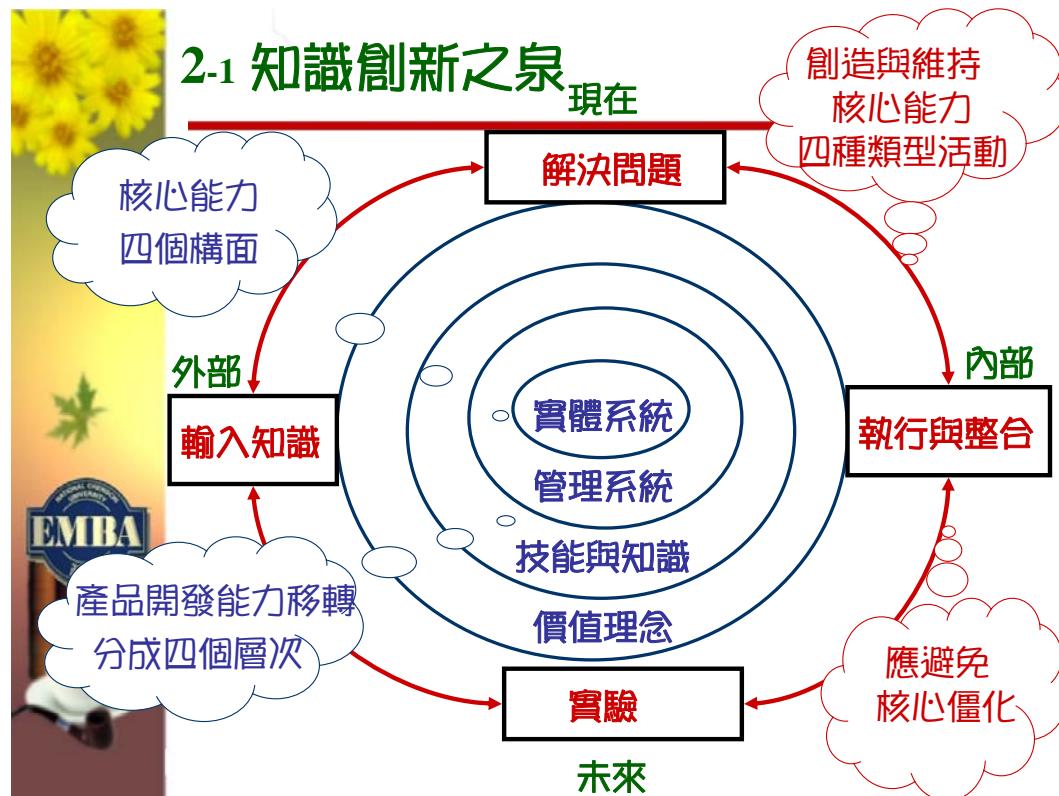 2-1 知識創新之泉
現在
創造與維持
核心能力
四種類型活動
解決問題
核心能力
四個構面
外部
內部
輸入知識
執行與整合
實體系統
管理系統
技能與知識
價值理念
EMBA
產品開發能力移轉
分成四個層次
應避免
核心僵化
實驗
未來